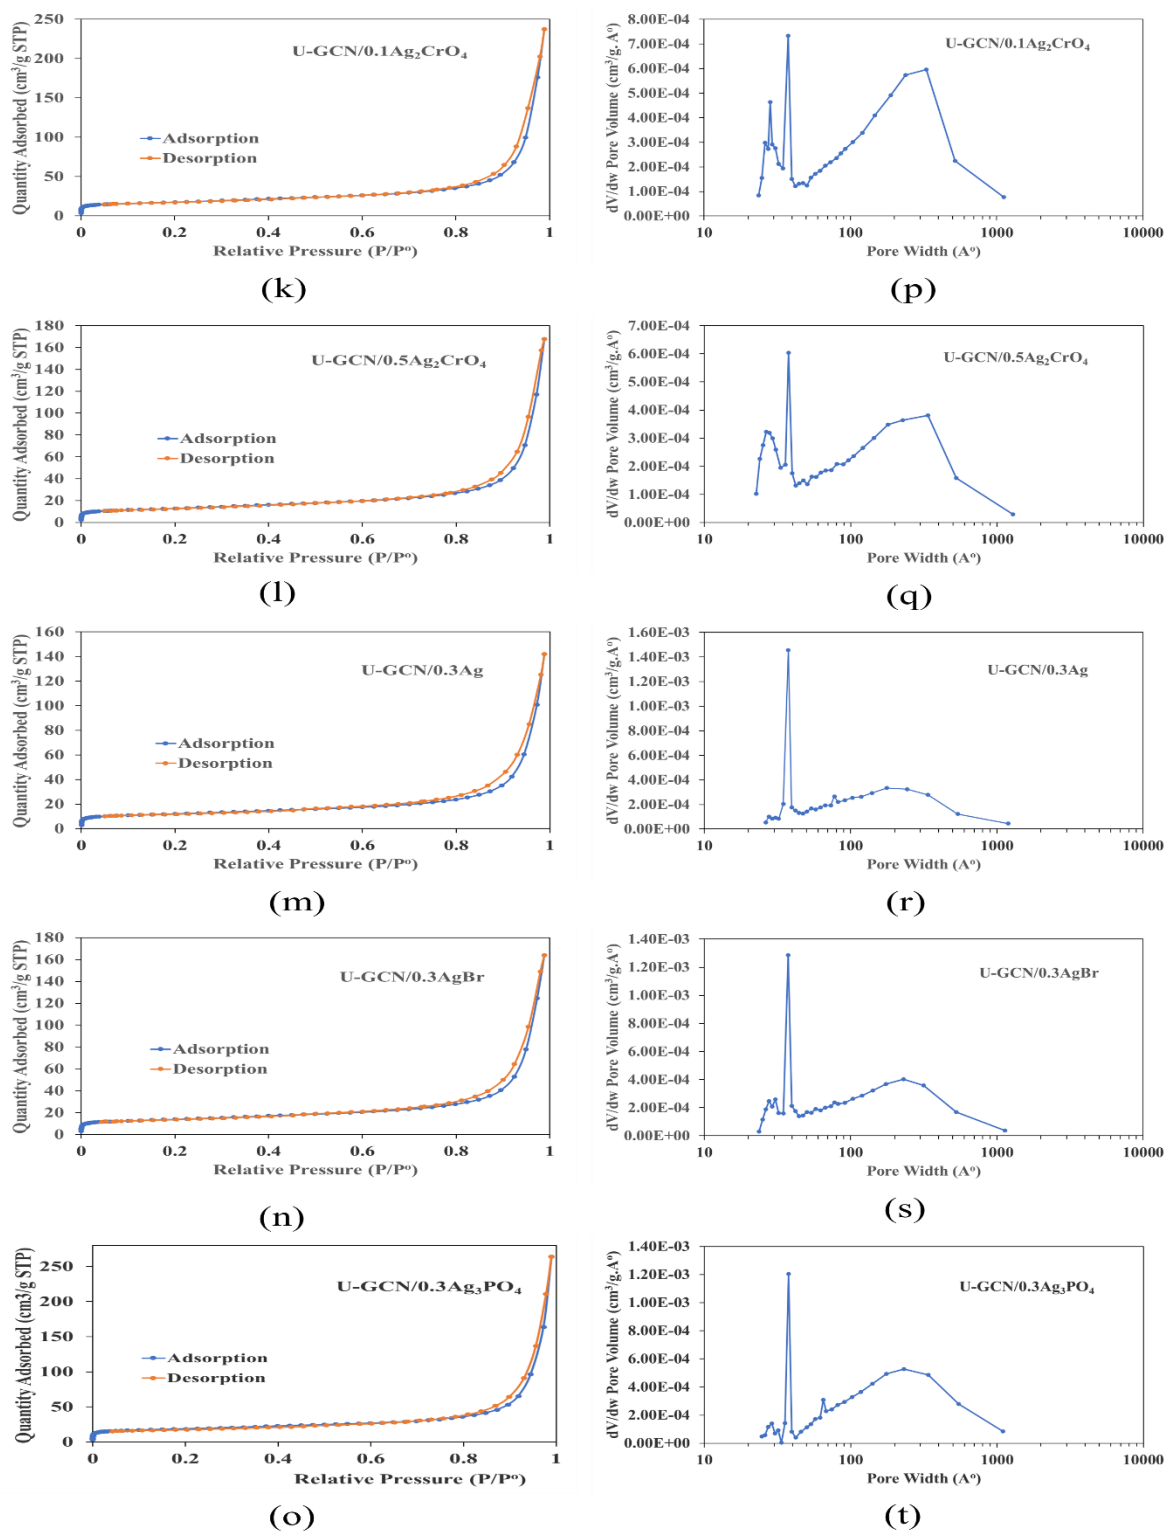 U-GCN/0.1Ag₂CrO₄
Quantity Adsorbed (cm³/g STP)
250
200
150
100
50
0
Adsorption
Desorption
0 0.2 0.4 0.6 0.8 1
Relative Pressure (P/Pº)
(k)
U-GCN/0.1Ag₂CrO₄
dV/dw Pore Volume (cm³/g.Aº)
8.00E-04
7.00E-04
6.00E-04
5.00E-04
4.00E-04
3.00E-04
2.00E-04
1.00E-04
0.00E+00
10 100 1000 10000
Pore Width (Aº)
(p)
U-GCN/0.5Ag₂CrO₄
Quantity Adsorbed (cm³/g STP)
180
160
140
120
100
80
60
40
20
0
Adsorption
Desorption
0 0.2 0.4 0.6 0.8 1
Relative Pressure (P/Pº)
(l)
U-GCN/0.5Ag₂CrO₄
dV/dw Pore Volume (cm³/g.Aº)
7.00E-04
6.00E-04
5.00E-04
4.00E-04
3.00E-04
2.00E-04
1.00E-04
0.00E+00
10 100 1000 10000
Pore Width (Aº)
(q)
U-GCN/0.3Ag
Quantity Adsorbed (cm³/g STP)
160
140
120
100
80
60
40
20
0
Adsorption
Desorption
0 0.2 0.4 0.6 0.8 1
Relative Pressure (P/Pº)
(m)
U-GCN/0.3Ag
dV/dw Pore Volume (cm³/g.Aº)
1.60E-03
1.40E-03
1.20E-03
1.00E-03
8.00E-04
6.00E-04
4.00E-04
2.00E-04
0.00E+00
10 100 1000 10000
Pore Width (Aº)
(r)
U-GCN/0.3AgBr
Quantity Adsorbed (cm³/g STP)
180
160
140
120
100
80
60
40
20
0
Adsorption
Desorption
0 0.2 0.4 0.6 0.8 1
Relative Pressure (P/Pº)
(n)
U-GCN/0.3AgBr
dV/dw Pore Volume (cm³/g.Aº)
1.40E-03
1.20E-03
1.00E-03
8.00E-04
6.00E-04
4.00E-04
2.00E-04
0.00E+00
10 100 1000 10000
Pore Width (Aº)
(s)
U-GCN/0.3Ag₃PO₄
Quantity Adsorbed (cm3/g STP)
250
200
150
100
50
0
Adsorption
Desorption
0 0.2 0.4 0.6 0.8 1
Relative Pressure (P/Pº)
(o)
U-GCN/0.3Ag₃PO₄
dV/dw Pore Volume (cm³/g.Aº)
1.40E-03
1.20E-03
1.00E-03
8.00E-04
6.00E-04
4.00E-04
2.00E-04
0.00E+00
10 100 1000 10000
Pore Width (Aº)
(t)